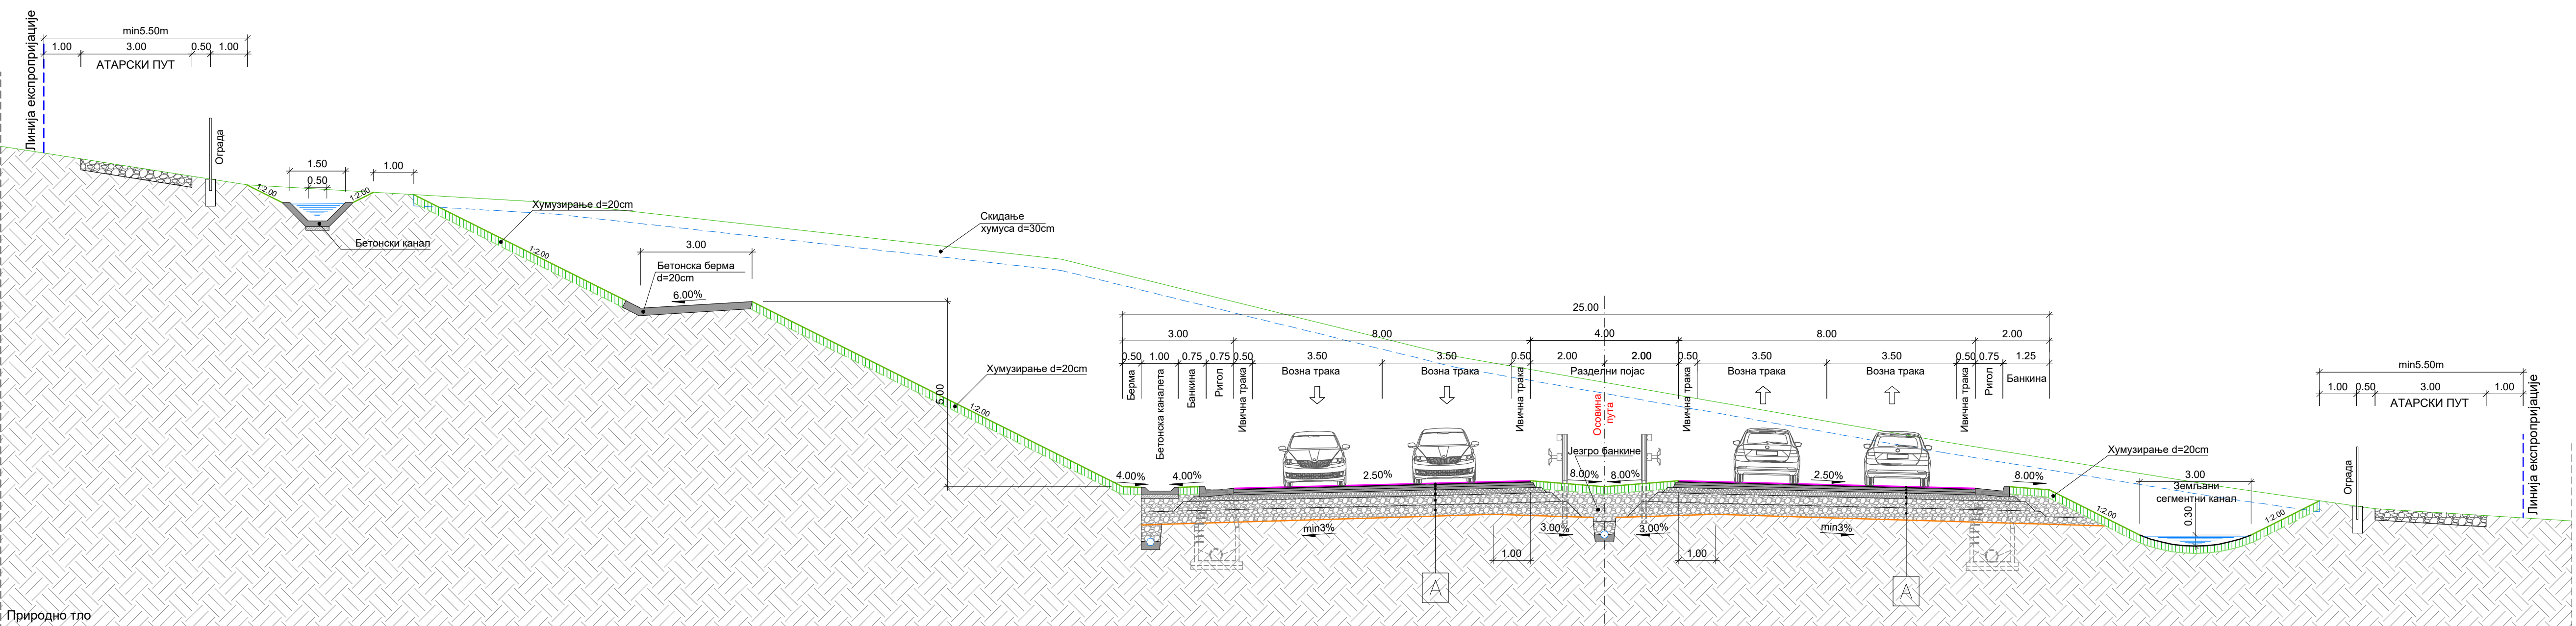 Линија експропријације
min5.50m
1.00 3.00 0.50 1.00
АТАРСКИ ПУТ
Ограда
1.50
0.50
1:2.00
1:2.00
1.00
Бетонски канал
Хумузирање d=20cm
1:2.00
3.00
Бетонска берма
d=20cm
6.00%
Скидање
хумуса d=30cm
5.00
Хумузирање d=20cm
1:2.00
25.00
3.00 8.00 4.00 8.00 2.00
0.50 1.00 0.75 0.75 0.50 3.50 3.50 0.50 2.00 2.00 0.50 3.50 3.50 0.50 0.75 1.25
Берма
Бетонска каналета
Банкина
Ригол
Ивична трака
Возна трака
Возна трака
Ивична трака
Разделни појас
Ивична трака
Возна трака
Возна трака
Ивична трака
Ригол
Банкина
Осовина
пута
Језгро банкине
4.00% 4.00% 2.50% 8.00% 8.00% 2.50% 8.00%
min3% 3.00% 3.00% min3%
1.00 1.00
A A
Хумузирање d=20cm
3.00
Земљани
сегментни канал
0.30
1:2.00
1:2.00
min5.50m
1.00 0.50 3.00 1.00
АТАРСКИ ПУТ
Ограда
Линија експропријације
Природно тло